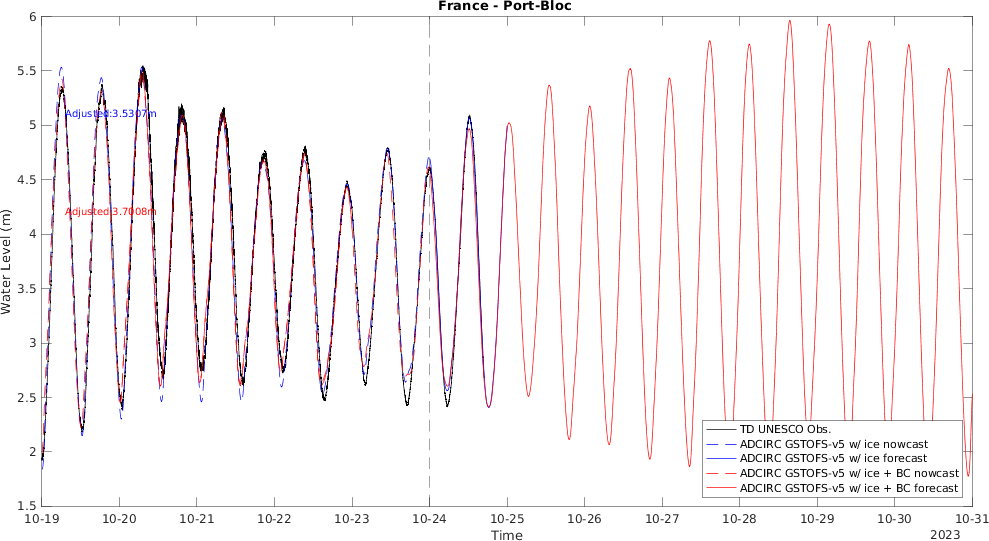 France - Port-Bloc
6
5.5
5
4.5
4
3.5
3
2.5
2
1.5
Water Level (m)
Adjusted:3.5307m
Adjusted:3.7008m
TD UNESCO Obs.
ADCIRC GSTOFS-v5 w/ ice nowcast
ADCIRC GSTOFS-v5 w/ ice forecast
ADCIRC GSTOFS-v5 w/ ice + BC nowcast
ADCIRC GSTOFS-v5 w/ ice + BC forecast
10-19 10-20 10-21 10-22 10-23 10-24 10-25 10-26 10-27 10-28 10-29 10-30 10-31
Time
2023